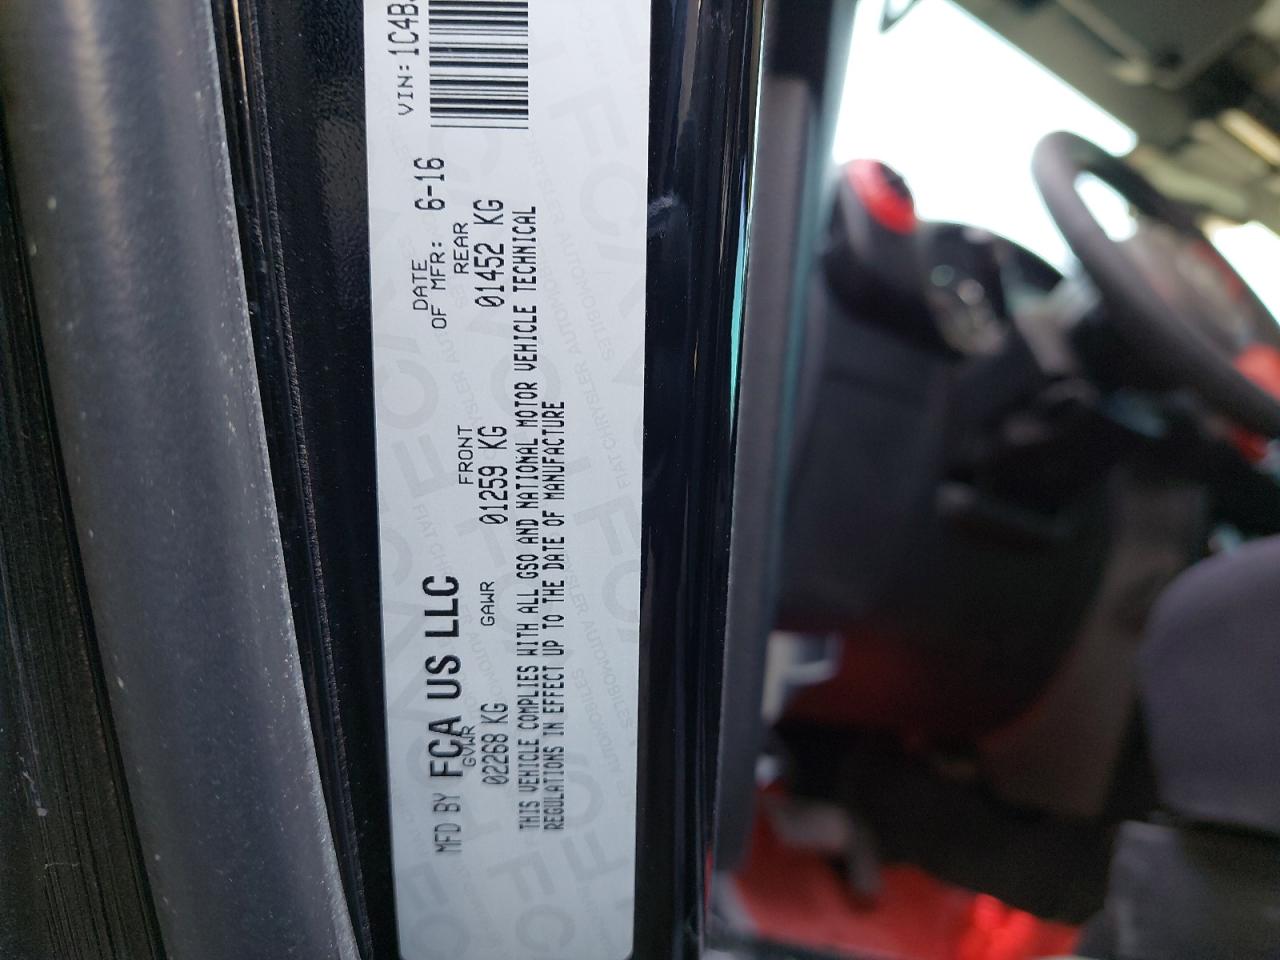 MFD BY FCA US LLC
DATE
OF MFR: 6-16
VIN: 1C4B
GVWR
02268 KG
GAWR
FRONT
01259 KG
REAR
01452 KG
THIS VEHICLE COMPLIES WITH ALL GSO AND NATIONAL MOTOR VEHICLE TECHNICAL
REGULATIONS IN EFFECT UP TO THE DATE OF MANUFACTURE